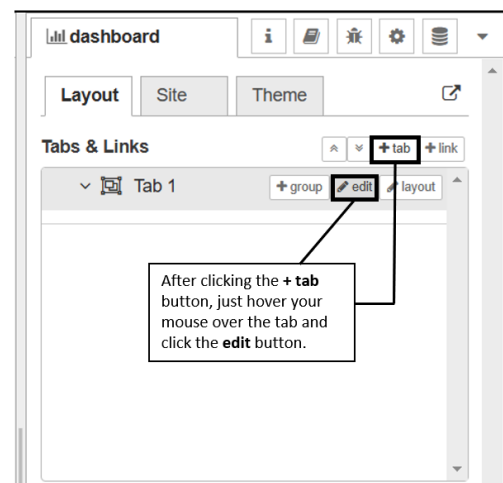 dashboard
Layout Site Theme
Tabs & Links + tab + link
Tab 1 + group edit layout
After clicking the + tab
button, just hover your
mouse over the tab and
click the edit button.